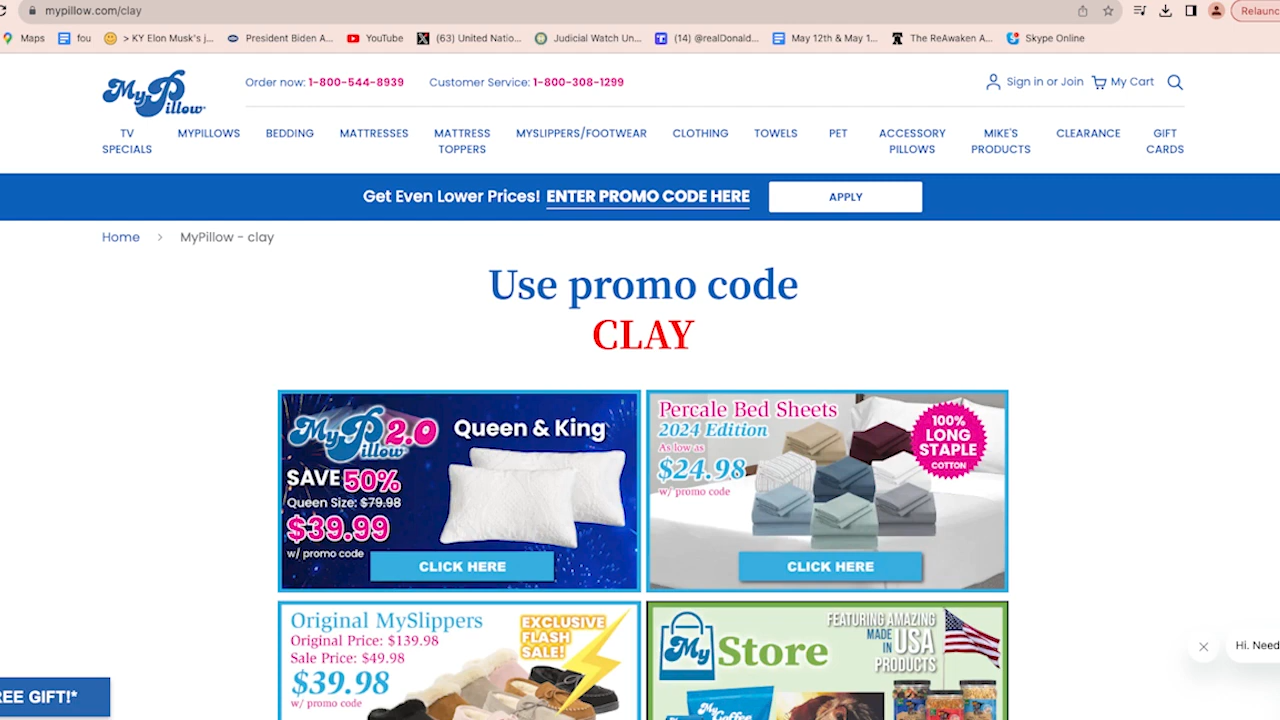 mypillow.com/clay
Relaunc
Maps
fou
> KY Elon Musk's j...
President Biden A...
YouTube
(63) United Natio...
Judicial Watch Un...
(14) @realDonald...
May 12th & May 1...
The ReAwaken A...
Skype Online
MyPillow
Order now: 1-800-544-8939
Customer Service: 1-800-308-1299
Sign in or Join
My Cart
TV SPECIALS
MYPILLOWS
BEDDING
MATTRESSES
MATTRESS TOPPERS
MYSLIPPERS/FOOTWEAR
CLOTHING
TOWELS
PET
ACCESSORY PILLOWS
MIKE'S PRODUCTS
CLEARANCE
GIFT CARDS
Get Even Lower Prices! ENTER PROMO CODE HERE
APPLY
Home > MyPillow - clay
Use promo code
CLAY
MyPillow 2.0
Queen & King
SAVE 50%
Queen Size: $79.98
$39.99
w/ promo code
CLICK HERE
Percale Bed Sheets
2024 Edition
As low as
$24.98
w/ promo code
100%
LONG
STAPLE
COTTON
CLICK HERE
Original MySlippers
Original Price: $139.98
Sale Price: $49.98
$39.98
w/ promo code
EXCLUSIVE
FLASH
SALE!
My Store
FEATURING AMAZING
MADE IN USA
PRODUCTS
My Coffee
Hi. Need
REE GIFT!*